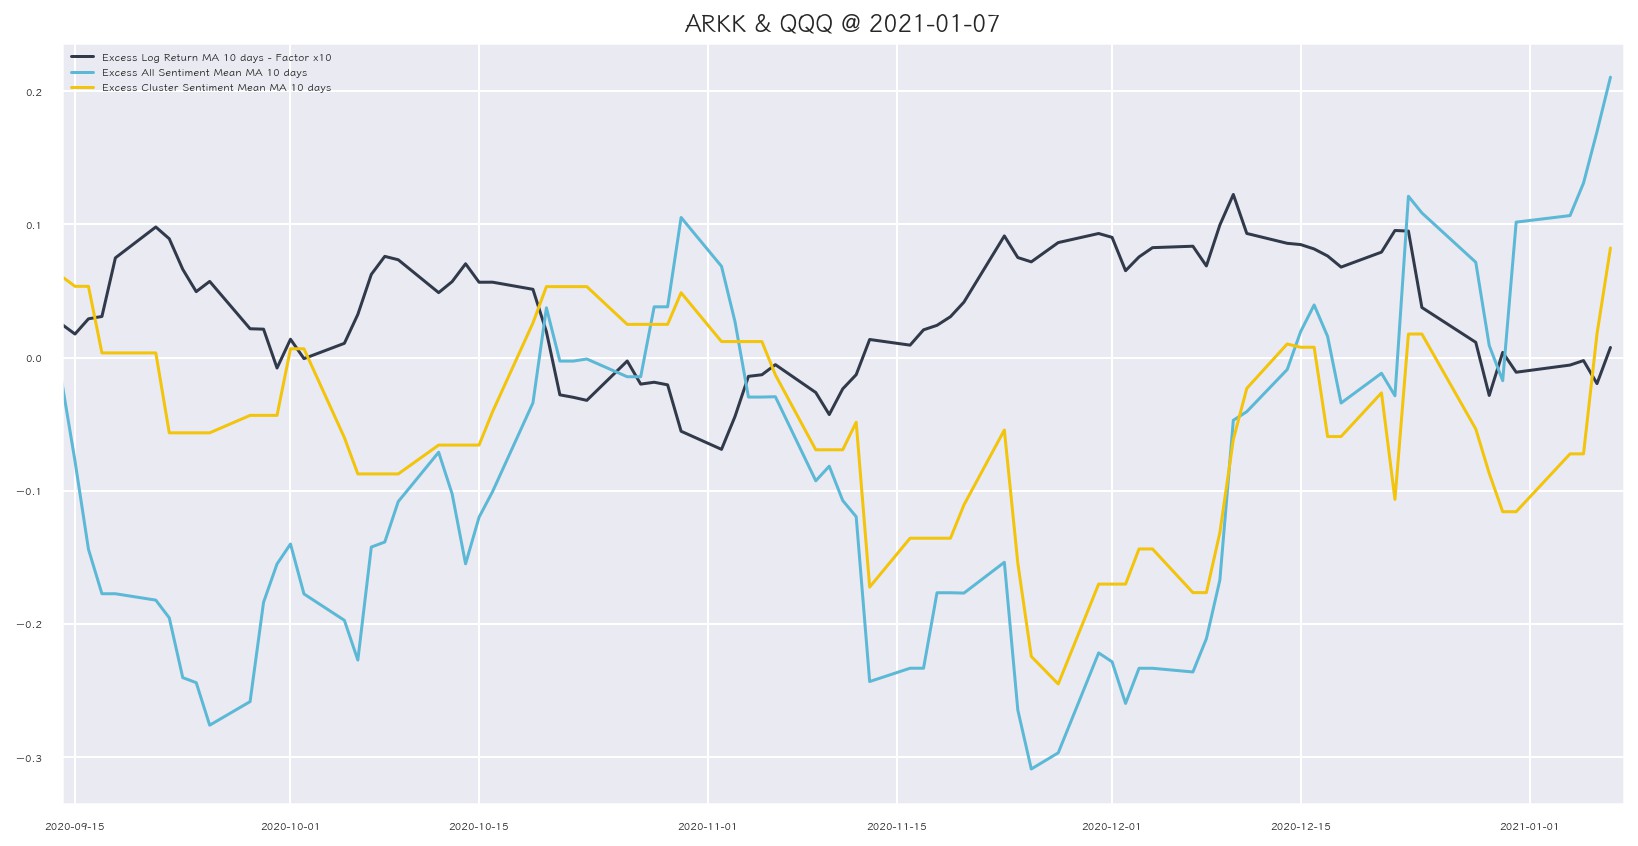 ARKK & QQQ @ 2021-01-07
Excess Log Return MA 10 days - Factor x10
Excess All Sentiment Mean MA 10 days
Excess Cluster Sentiment Mean MA 10 days
0.2
0.1
0.0
−0.1
−0.2
−0.3
2020-09-15 2020-10-01 2020-10-15 2020-11-01 2020-11-15 2020-12-01 2020-12-15 2021-01-01